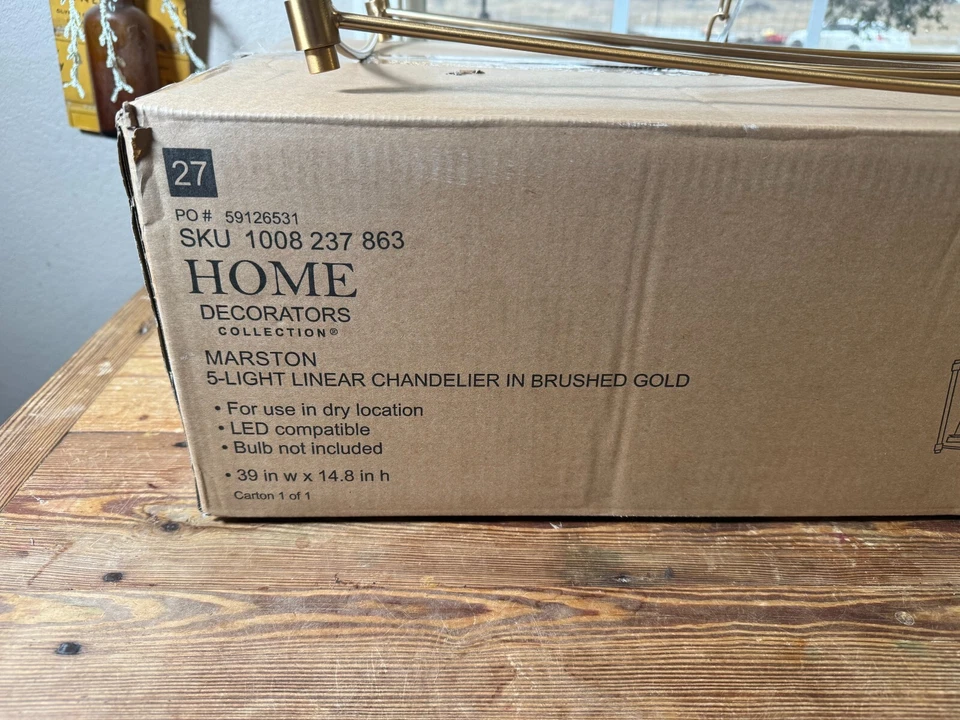 27
PO # 59126531
SKU 1008 237 863
HOME
DECORATORS
COLLECTION®
MARSTON
5-LIGHT LINEAR CHANDELIER IN BRUSHED GOLD
• For use in dry location
• LED compatible
• Bulb not included
• 39 in w x 14.8 in h
Carton 1 of 1